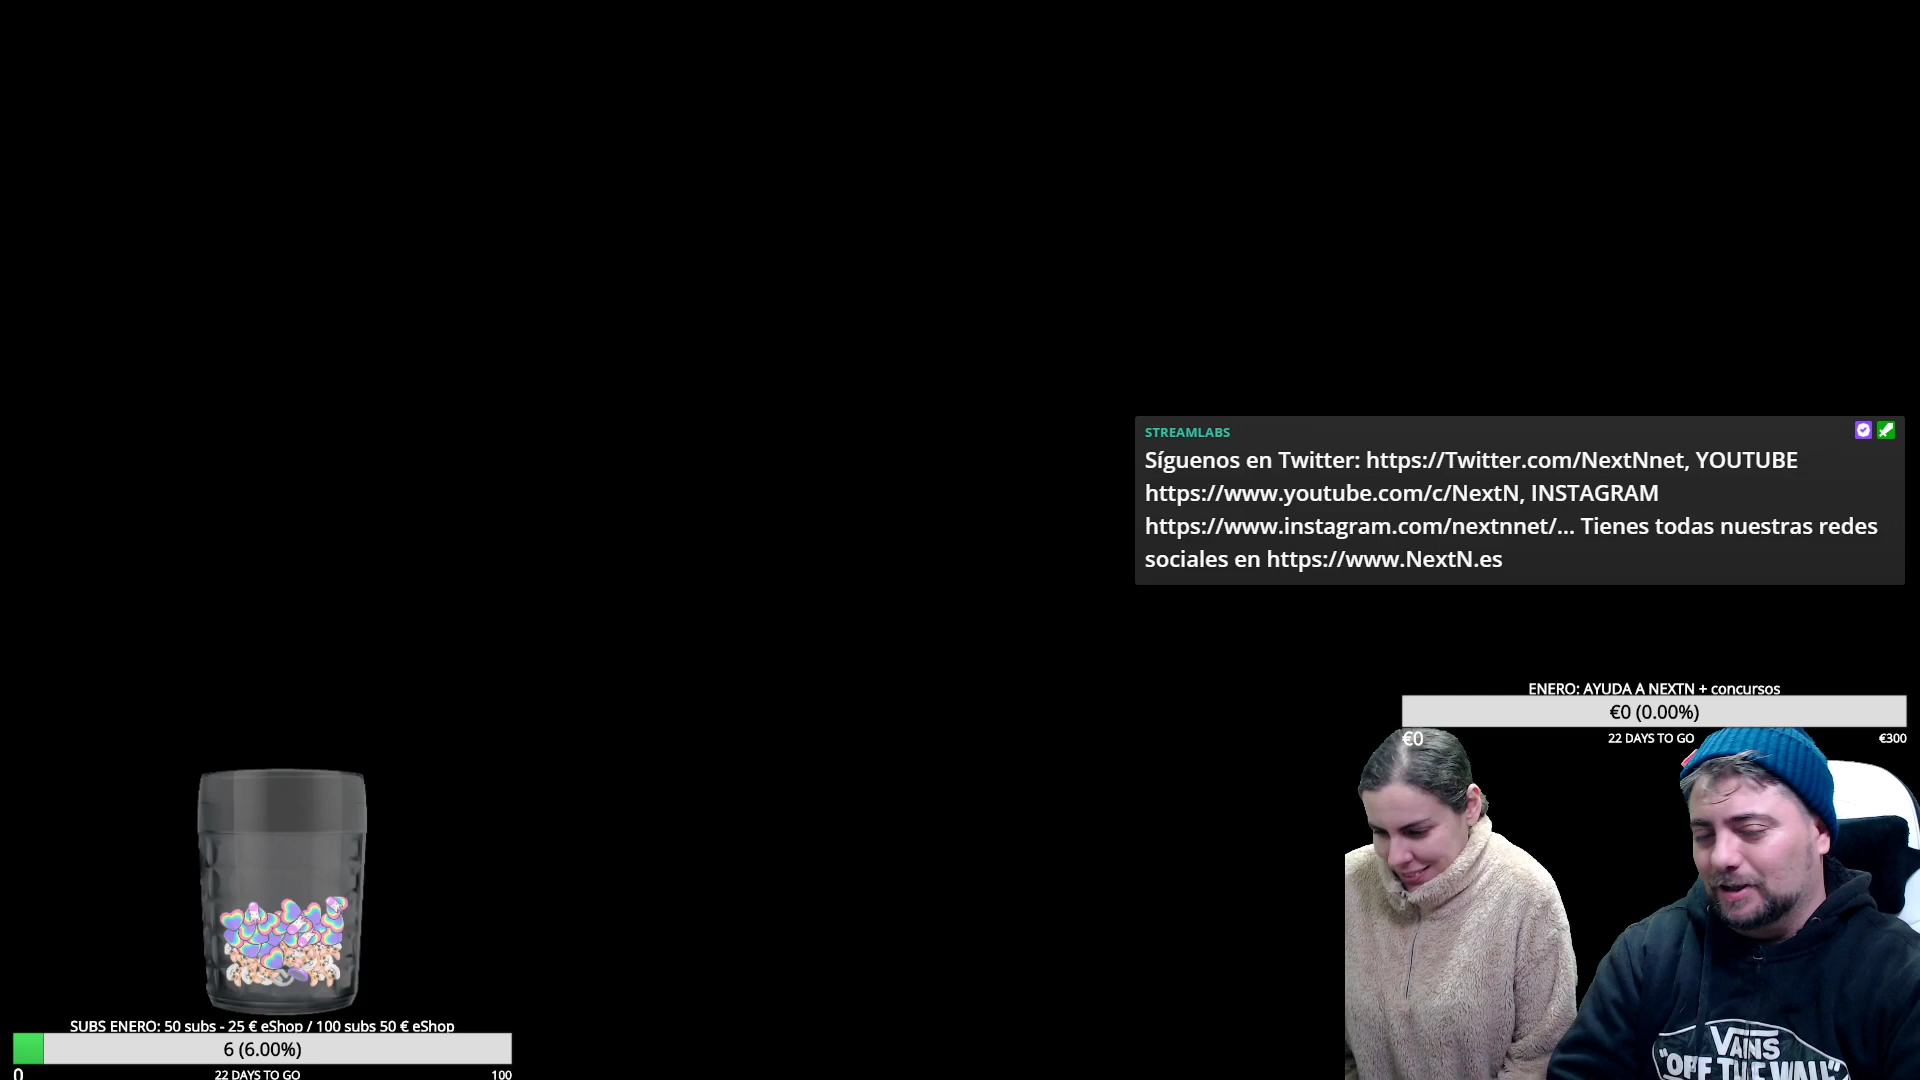 STREAMLABS
Síguenos en Twitter: https://Twitter.com/NextNnet, YOUTUBE
https://www.youtube.com/c/NextN, INSTAGRAM
https://www.instagram.com/nextnnet/... Tienes todas nuestras redes
sociales en https://www.NextN.es
ENERO: AYUDA A NEXTN + concursos
€0 (0.00%)
€0 22 DAYS TO GO €300
SUBS ENERO: 50 subs - 25 € eShop / 100 subs 50 € eShop
6 (6.00%)
0 22 DAYS TO GO 100
VANS
"OFF THE WALL"